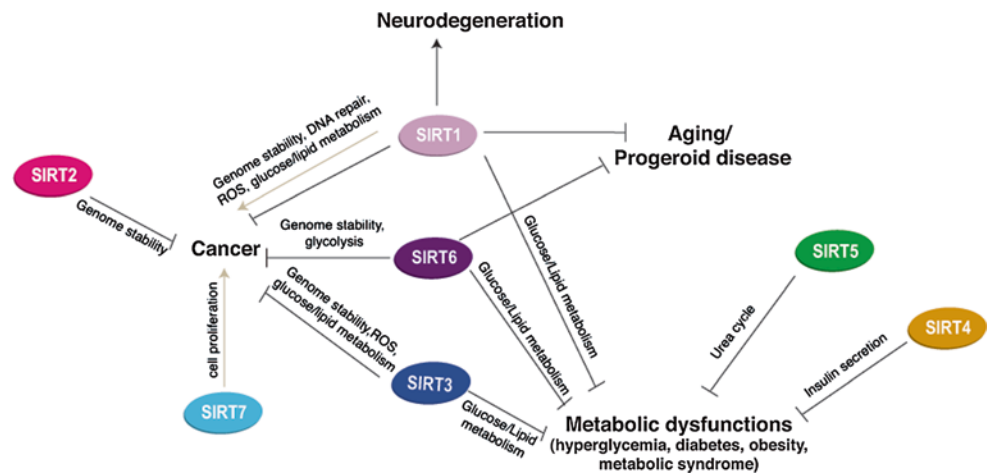 Neurodegeneration
Genome stability, DNA repair,
ROS, glucose/lipid metabolism
SIRT1
Aging/
Progeroid disease
SIRT2
Genome stability
Cancer
Genome stability,
glycolysis
SIRT6
Glucose/Lipid metabolism
Glucose/Lipid metabolism
SIRT5
Urea cycle
SIRT4
Insulin secretion
cell proliferation
SIRT7
Genome stability,ROS,
glucose/lipid metabolism
SIRT3
Glucose/Lipid
metabolism
Metabolic dysfunctions
(hyperglycemia, diabetes, obesity,
metabolic syndrome)